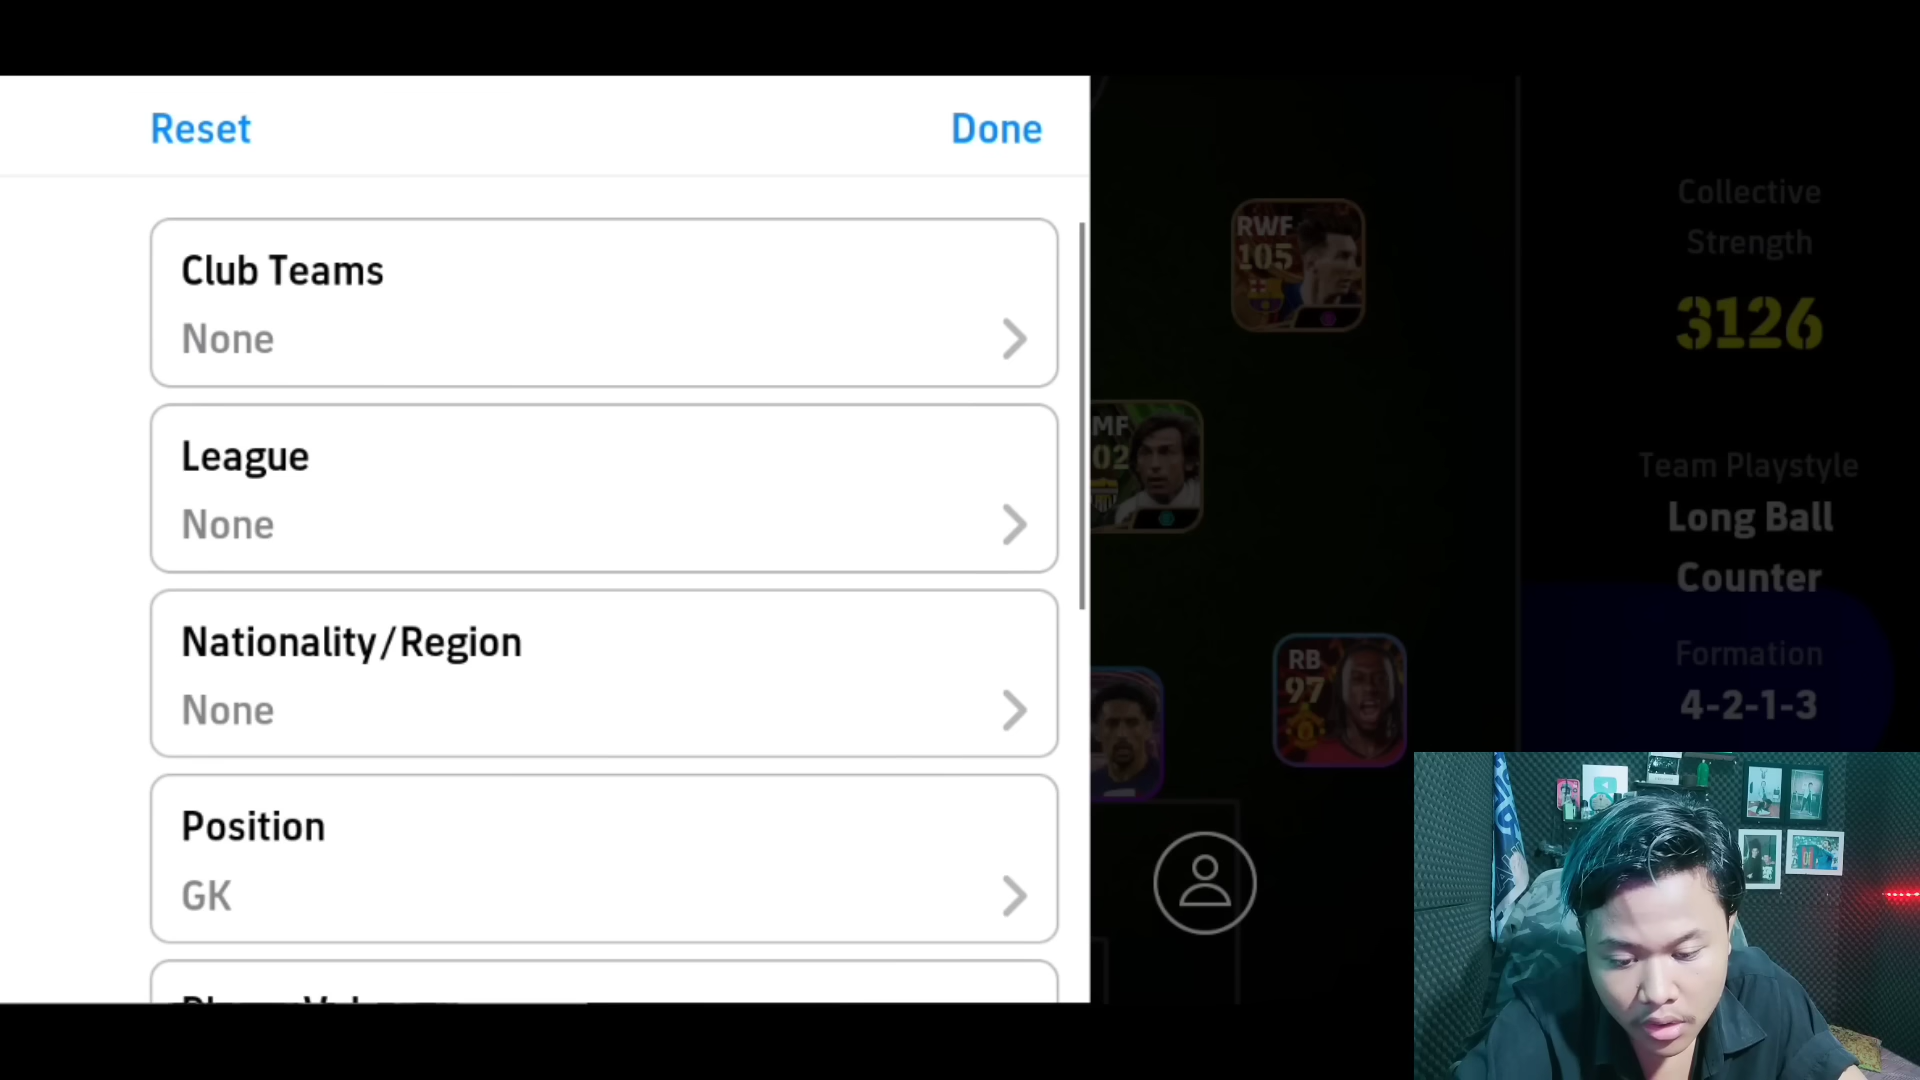 Reset
Done
Club Teams
None
League
None
Nationality/Region
None
Position
GK
RWF
105
MF
02
RB
97
Collective
Strength
3126
Team Playstyle
Long Ball
Counter
Formation
4-2-1-3